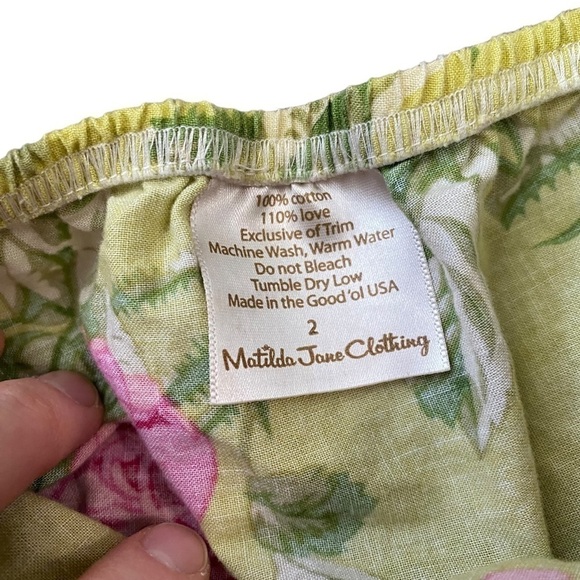 100% cotton
110% love
Exclusive of Trim
Machine Wash, Warm Water
Do not Bleach
Tumble Dry Low
Made in the Good 'ol USA
2
Matilda Jane Clothing